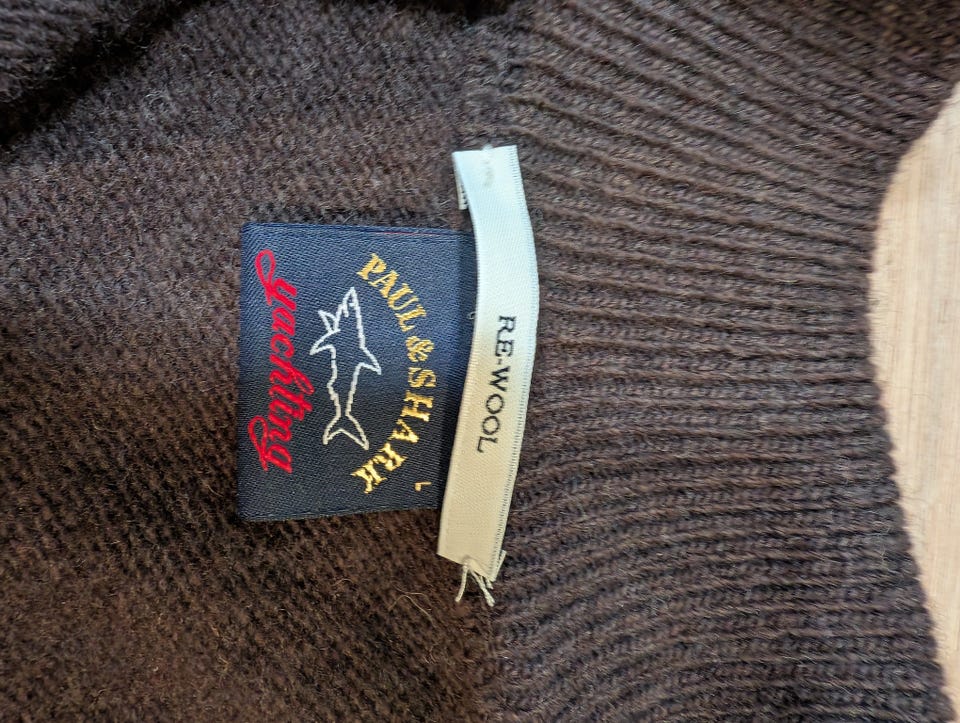 RE-WOOL
PAUL & SHARK
L
yachting